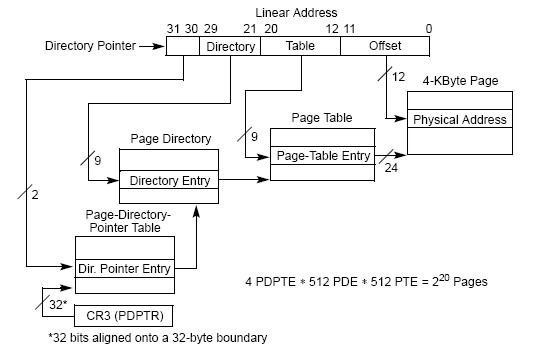 Linear Address
31 30 29 21 20 12 11 0
Directory Pointer Directory Table Offset
12
4-KByte Page
Page Table
Physical Address
Page Directory
9
9
Page-Table Entry
24
Directory Entry
2
Page-Directory-
Pointer Table
Dir. Pointer Entry
4 PDPTE * 512 PDE * 512 PTE = 2²⁰ Pages
32*
CR3 (PDPTR)
*32 bits aligned onto a 32-byte boundary